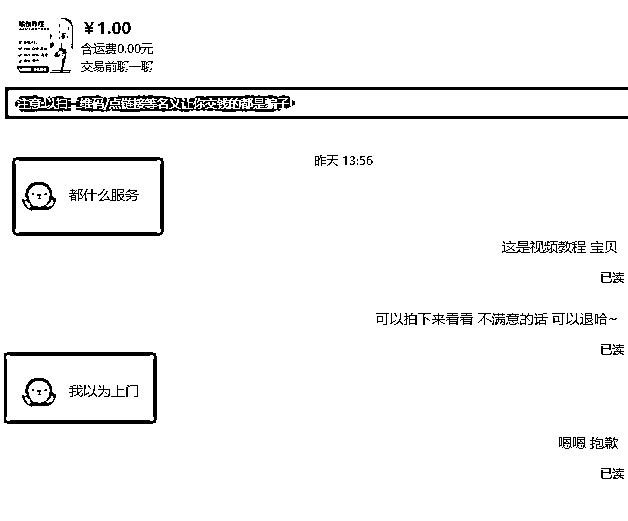 ￥1.00
含运费0.00元
交易前聊一聊
注意:以扫二维码/点链接等名义让你交钱的都是骗子
昨天 13:56
都什么服务
这是视频教程 宝贝
已读
可以拍下来看看 不满意的话 可以退哈~
已读
我以为上门
嗯嗯 抱歉
已读